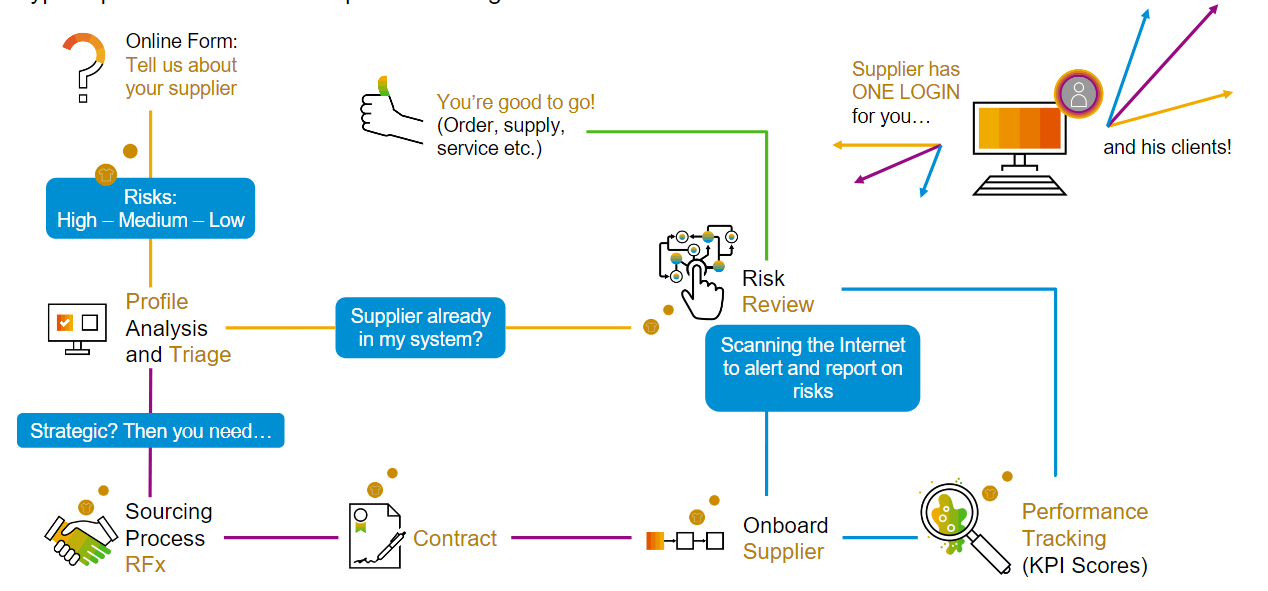 Online Form:
Tell us about
your supplier
You’re good to go!
(Order, supply,
service etc.)
Supplier has
ONE LOGIN
for you…
and his clients!
Risks:
High – Medium – Low
Profile
Analysis
and Triage
Supplier already
in my system?
Risk
Review
Scanning the Internet
to alert and report on
risks
Strategic? Then you need…
Sourcing
Process
RFx
Contract
Onboard
Supplier
Performance
Tracking
(KPI Scores)